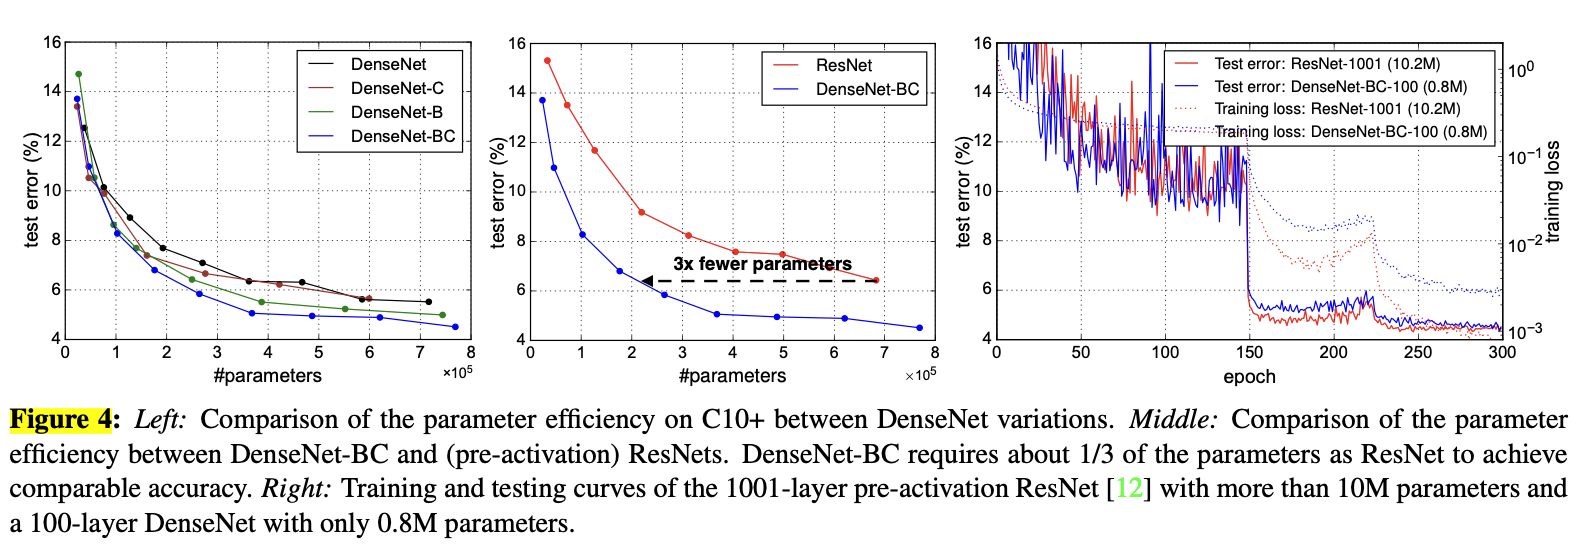 16
14
12
10
8
6
4
0 1 2 3 4 5 6 7 8
test error (%)
#parameters
×10⁵
DenseNet
DenseNet-C
DenseNet-B
DenseNet-BC
16
14
12
10
8
6
4
0 1 2 3 4 5 6 7 8
test error (%)
#parameters
×10⁵
ResNet
DenseNet-BC
3x fewer parameters
16
14
12
10
8
6
4
0 50 100 150 200 250 300
test error (%)
epoch
Test error: ResNet-1001 (10.2M)
Test error: DenseNet-BC-100 (0.8M)
Training loss: ResNet-1001 (10.2M)
Training loss: DenseNet-BC-100 (0.8M)
10⁰
10⁻¹
10⁻²
10⁻³
training loss
Figure 4: Left: Comparison of the parameter efficiency on C10+ between DenseNet variations. Middle: Comparison of the parameter
efficiency between DenseNet-BC and (pre-activation) ResNets. DenseNet-BC requires about 1/3 of the parameters as ResNet to achieve
comparable accuracy. Right: Training and testing curves of the 1001-layer pre-activation ResNet [12] with more than 10M parameters and
a 100-layer DenseNet with only 0.8M parameters.